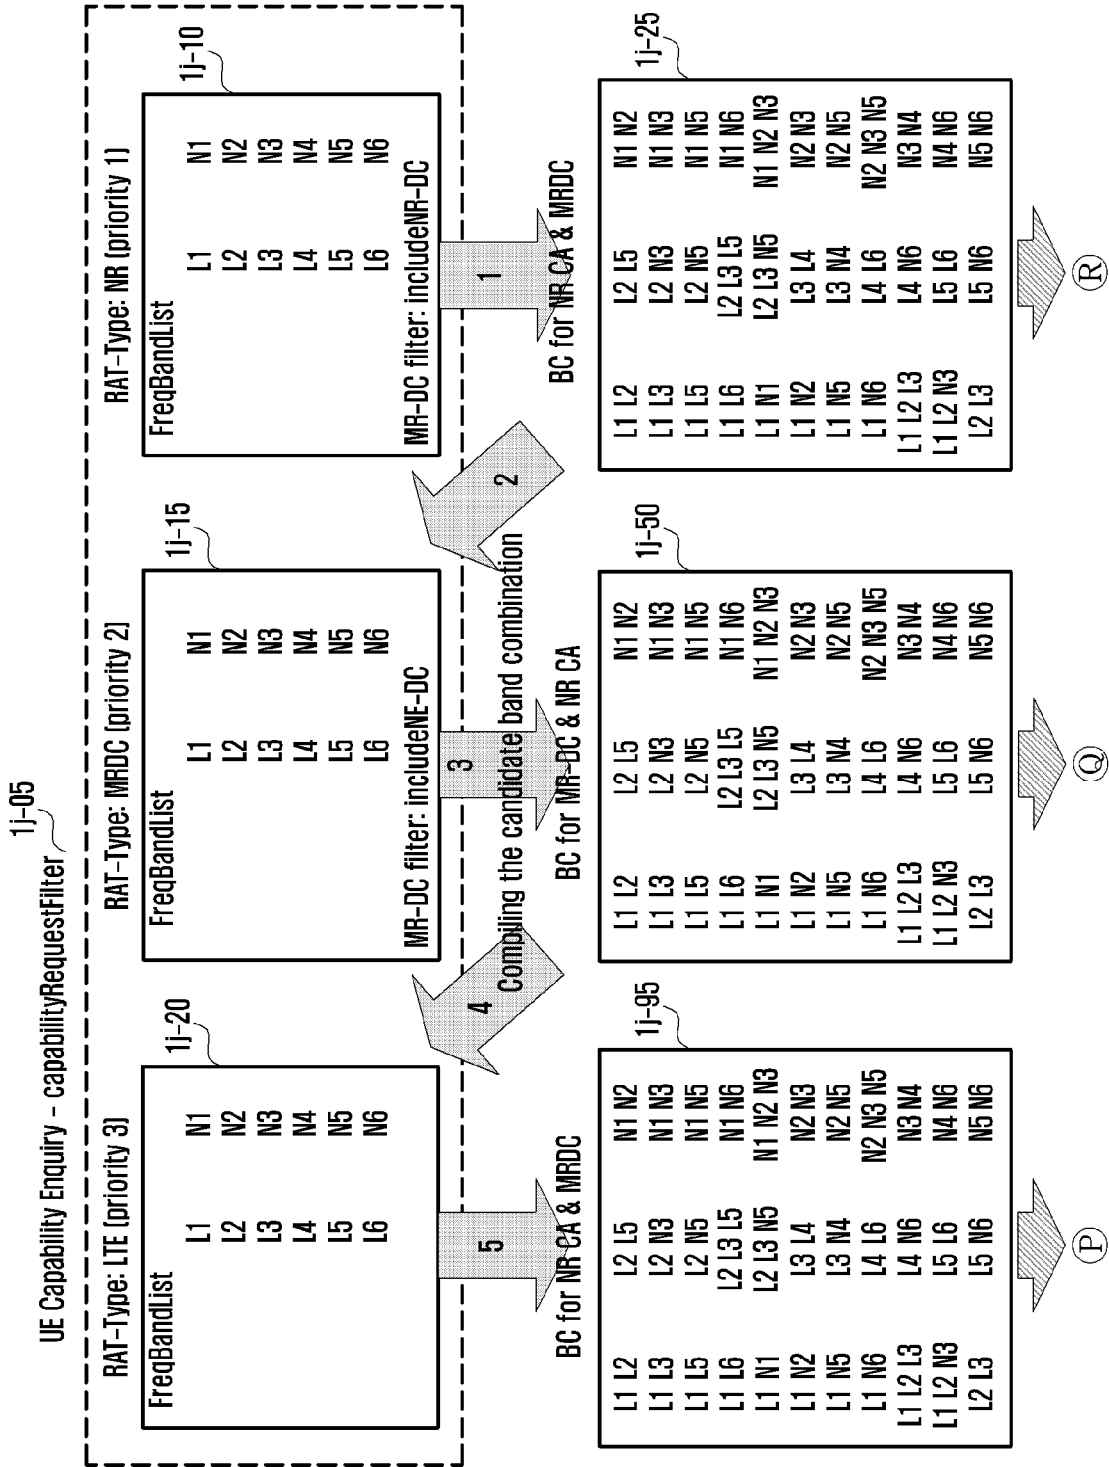 UE Capability Enquiry - capabilityRequestFilter 1j-05
RAT-Type: LTE (priority 3)
1j-20
FreqBandList
L1 N1
L2 N2
L3 N3
L4 N4
L5 N5
L6 N6
RAT-Type: MRDC (priority 2)
1j-15
FreqBandList
L1 N1
L2 N2
L3 N3
L4 N4
L5 N5
L6 N6
MR-DC filter: includeNE-DC
RAT-Type: NR (priority 1)
1j-10
FreqBandList
L1 N1
L2 N2
L3 N3
L4 N4
L5 N5
L6 N6
MR-DC filter: includeNR-DC
5
4
3
2
1
Compiling the candidate band combination
BC for NR CA & MRDC
1j-95
L1 L2 L2 L5 N1 N2
L1 L3 L2 N3 N1 N3
L1 L5 L2 N5 N1 N5
L1 L6 L2 L3 L5 N1 N6
L1 N1 L2 L3 N5 N1 N2 N3
L1 N2 L3 L4 N2 N3
L1 N5 L3 N4 N2 N5
L1 N6 L4 L6 N2 N3 N5
L1 L2 L3 L4 N6 N3 N4
L1 L2 N3 L5 L6 N4 N6
L2 L3 L5 N6 N5 N6
P
BC for MR-DC & NR CA
1j-50
L1 L2 L2 L5 N1 N2
L1 L3 L2 N3 N1 N3
L1 L5 L2 N5 N1 N5
L1 L6 L2 L3 L5 N1 N6
L1 N1 L2 L3 N5 N1 N2 N3
L1 N2 L3 L4 N2 N3
L1 N5 L3 N4 N2 N5
L1 N6 L4 L6 N2 N3 N5
L1 L2 L3 L4 N6 N3 N4
L1 L2 N3 L5 L6 N4 N6
L2 L3 L5 N6 N5 N6
Q
BC for NR CA & MRDC
1j-25
L1 L2 L2 L5 N1 N2
L1 L3 L2 N3 N1 N3
L1 L5 L2 N5 N1 N5
L1 L6 L2 L3 L5 N1 N6
L1 N1 L2 L3 N5 N1 N2 N3
L1 N2 L3 L4 N2 N3
L1 N5 L3 N4 N2 N5
L1 N6 L4 L6 N2 N3 N5
L1 L2 L3 L4 N6 N3 N4
L1 L2 N3 L5 L6 N4 N6
L2 L3 L5 N6 N5 N6
R